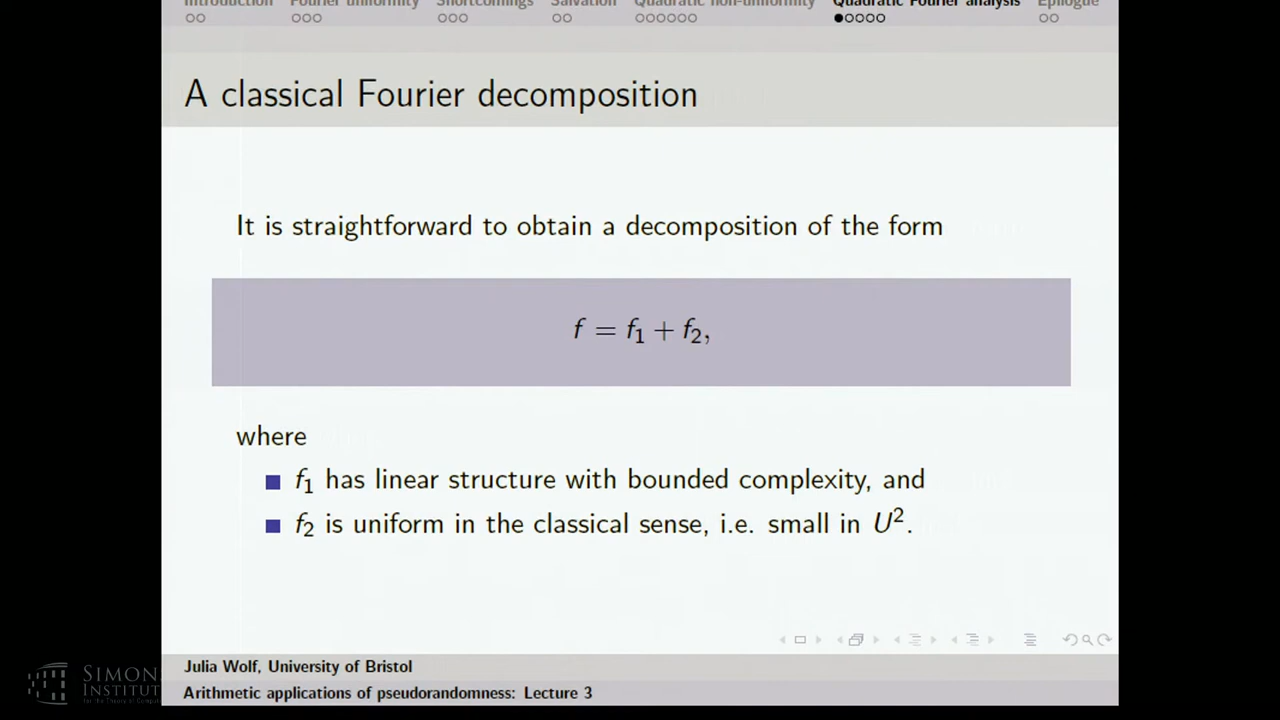 Introduction Fourier uniformity Shortcomings Salvation Quadratic non-uniformity Quadratic Fourier analysis Epilogue
A classical Fourier decomposition
It is straightforward to obtain a decomposition of the form
f = f₁ + f₂,
where
f₁ has linear structure with bounded complexity, and
f₂ is uniform in the classical sense, i.e. small in U².
Julia Wolf, University of Bristol
Arithmetic applications of pseudorandomness: Lecture 3
SIMONS
INSTITUTE